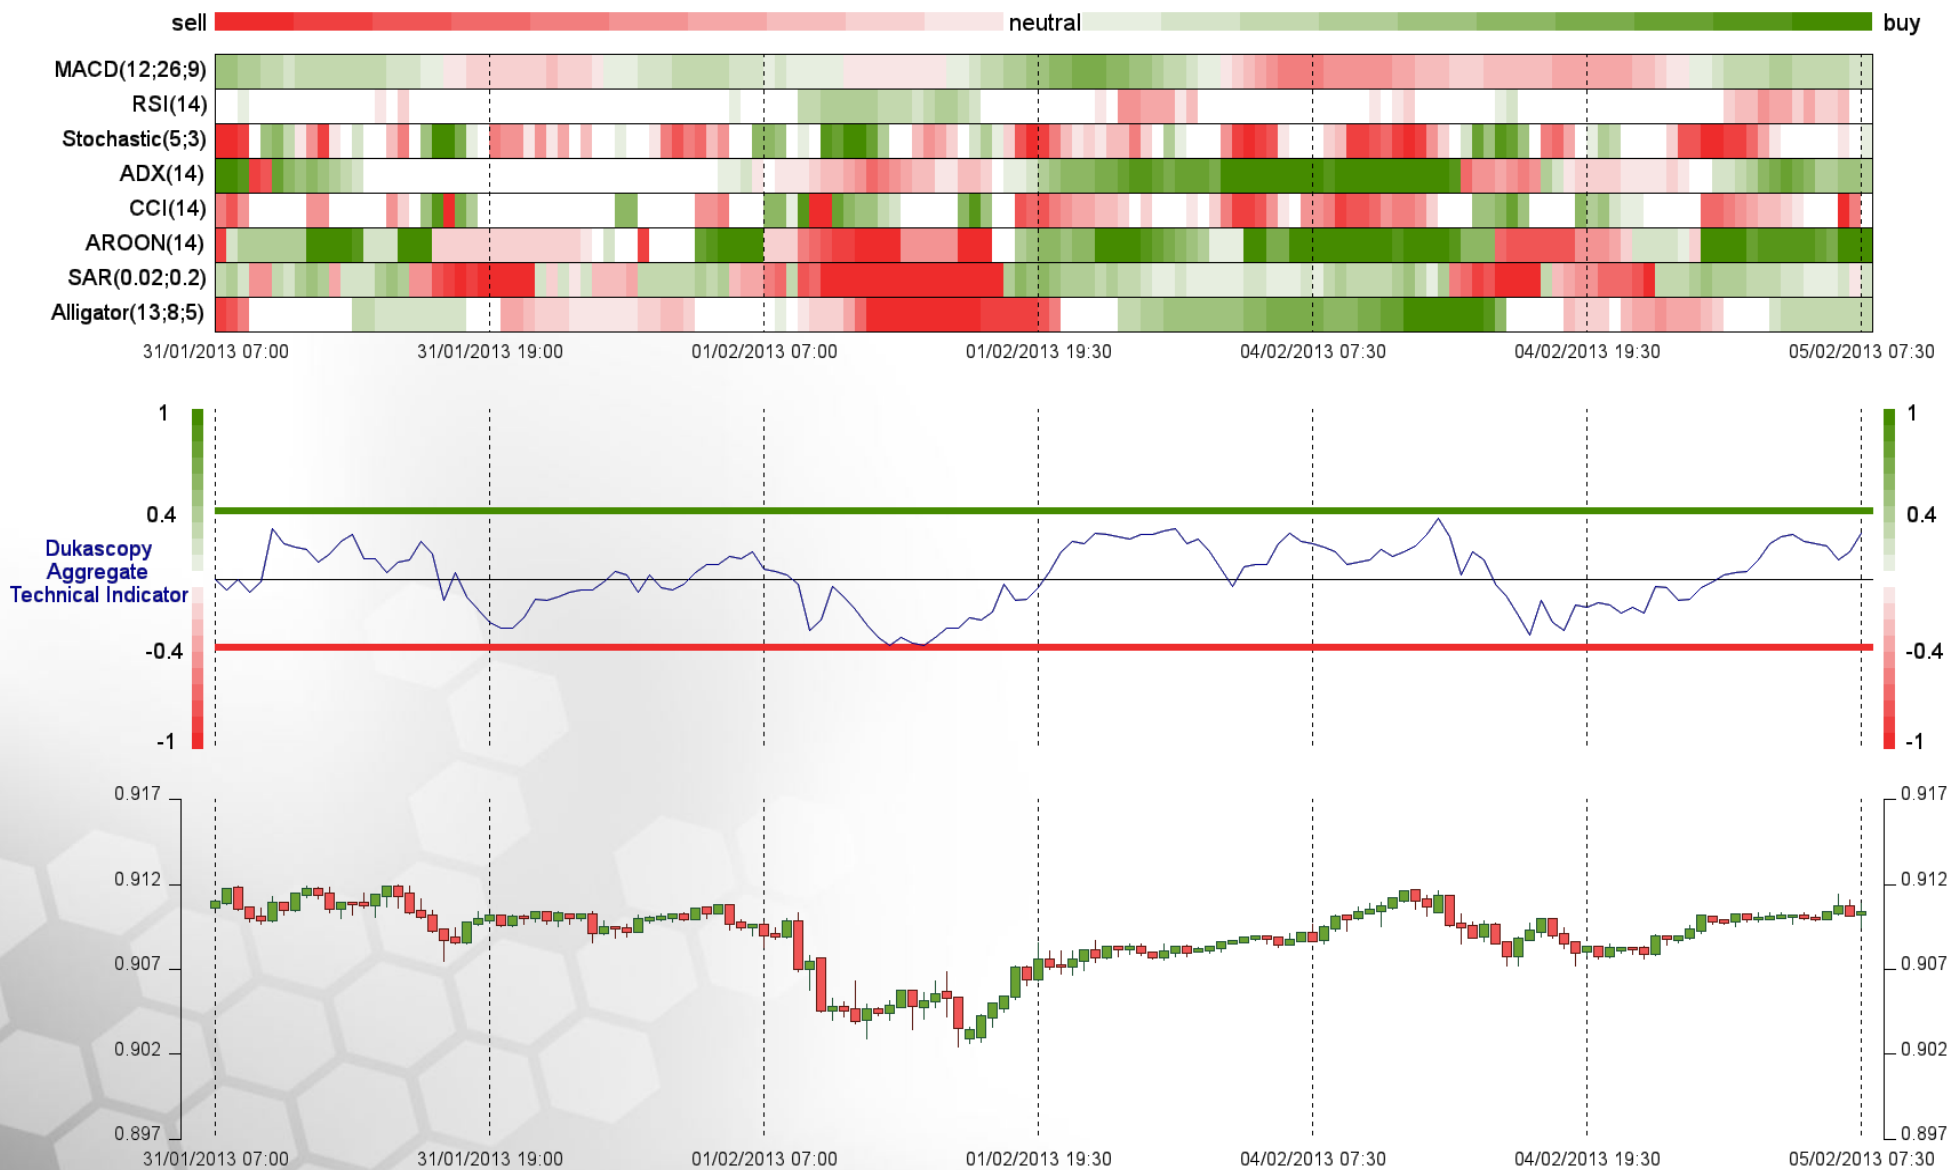 sell neutral buy
MACD(12;26;9)
RSI(14)
Stochastic(5;3)
ADX(14)
CCI(14)
AROON(14)
SAR(0.02;0.2)
Alligator(13;8;5)
31/01/2013 07:00 31/01/2013 19:00 01/02/2013 07:00 01/02/2013 19:30 04/02/2013 07:30 04/02/2013 19:30 05/02/2013 07:30
1 1
0.4 0.4
Dukascopy
Aggregate
Technical Indicator
-0.4 -0.4
-1 -1
0.917 0.917
0.912 0.912
0.907 0.907
0.902 0.902
0.897 0.897
31/01/2013 07:00 31/01/2013 19:00 01/02/2013 07:00 01/02/2013 19:30 04/02/2013 07:30 04/02/2013 19:30 05/02/2013 07:30